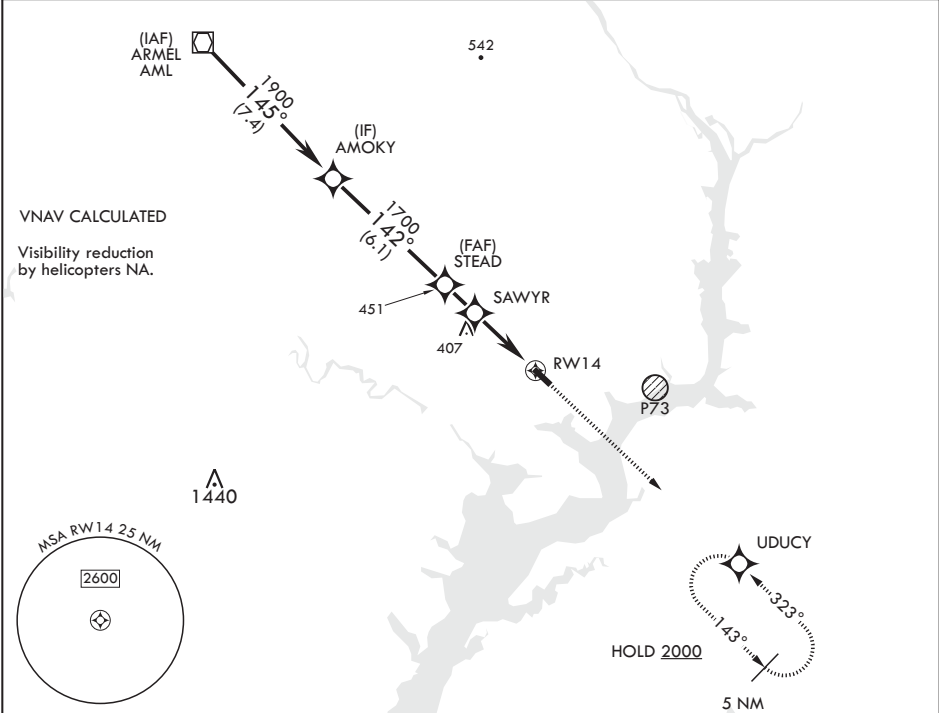 (IAF)
ARMEL
AML
542
1900
145°
(7.4)
(IF)
AMOKY
VNAV CALCULATED
Visibility reduction
by helicopters NA.
1700
142°
(6.1)
(FAF)
STEAD
451
SAWYR
407
RW14
P73
1440
MSA RW14 25 NM
2600
UDUCY
323°
143°
HOLD 2000
5 NM